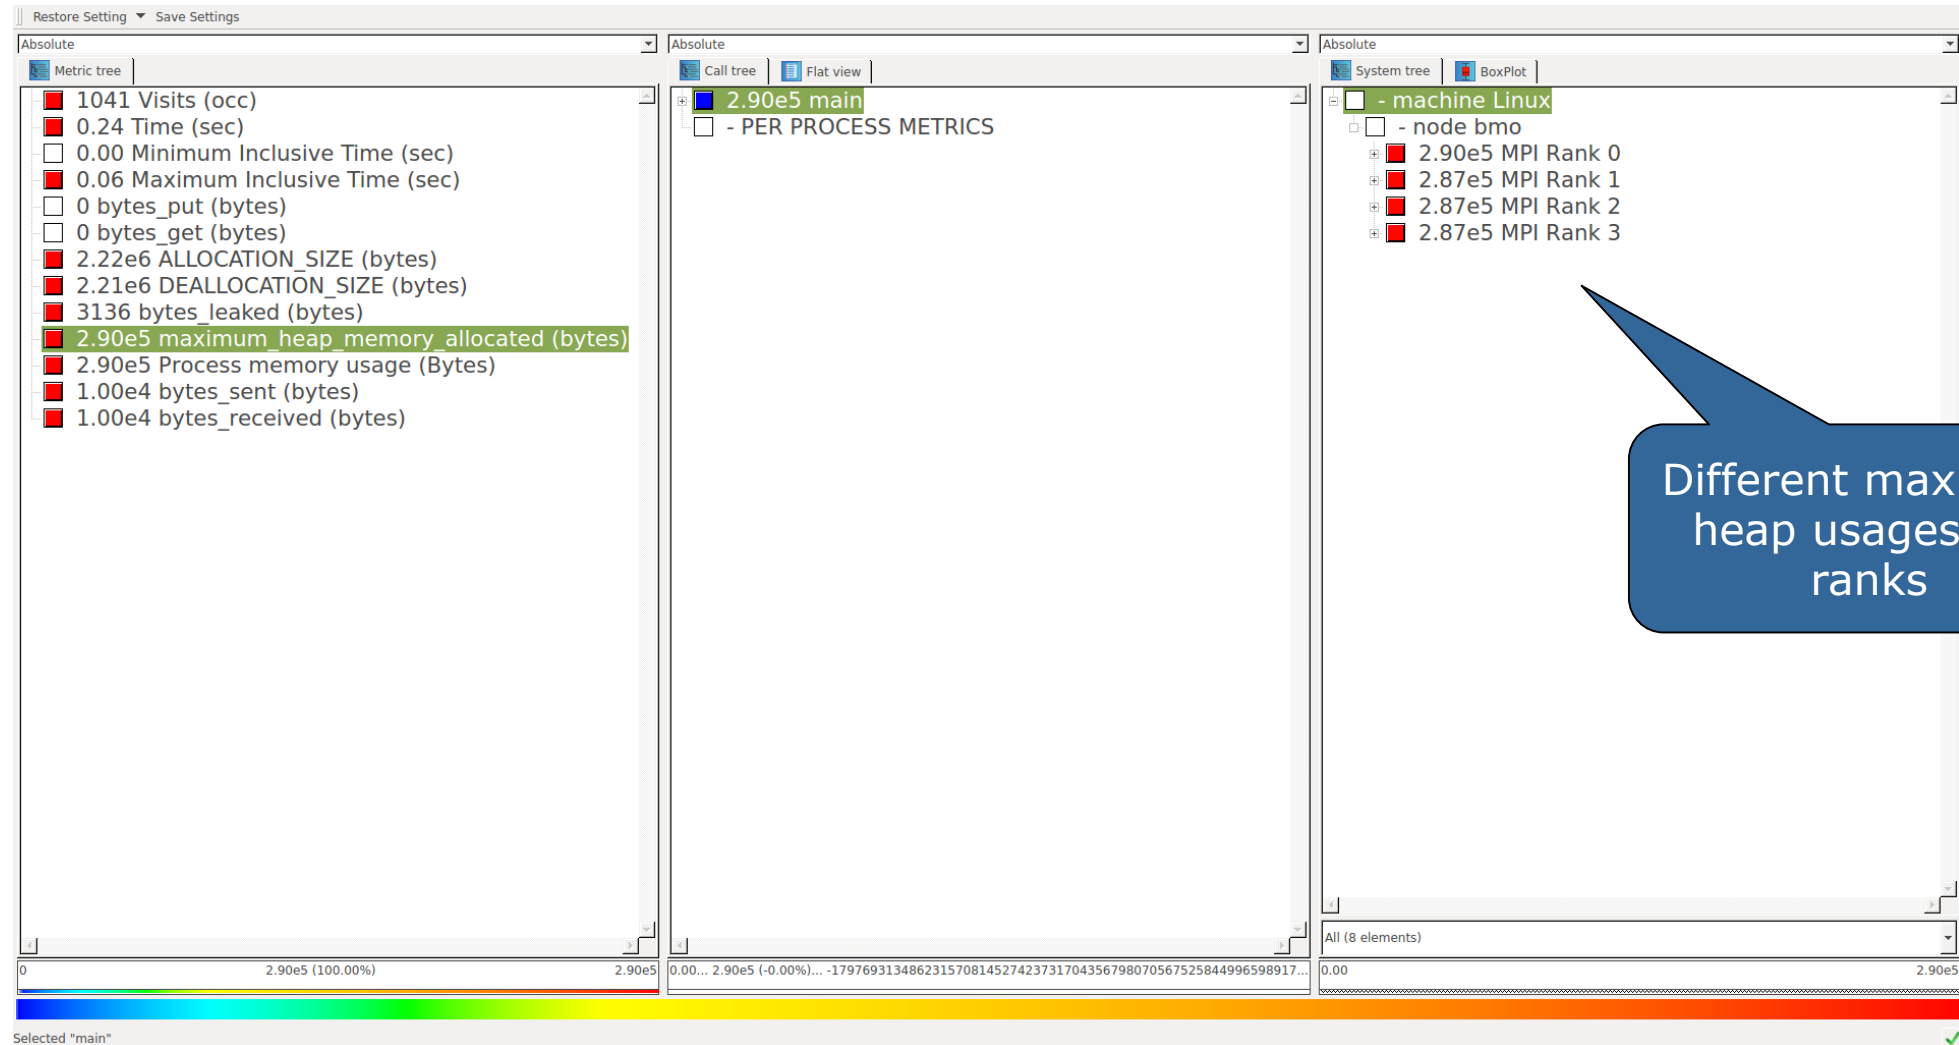 Restore Setting Save Settings
Absolute
Metric tree
1041 Visits (occ)
0.24 Time (sec)
0.00 Minimum Inclusive Time (sec)
0.06 Maximum Inclusive Time (sec)
0 bytes_put (bytes)
0 bytes_get (bytes)
2.22e6 ALLOCATION_SIZE (bytes)
2.21e6 DEALLOCATION_SIZE (bytes)
3136 bytes_leaked (bytes)
2.90e5 maximum_heap_memory_allocated (bytes)
2.90e5 Process memory usage (Bytes)
1.00e4 bytes_sent (bytes)
1.00e4 bytes_received (bytes)
0 2.90e5 (100.00%) 2.90e5
Absolute
Call tree Flat view
2.90e5 main
- PER PROCESS METRICS
0.00... 2.90e5 (-0.00%)... -17976931348623157081452742373170435679807056752584499659891 7...
Absolute
System tree BoxPlot
- machine Linux
- node bmo
2.90e5 MPI Rank 0
2.87e5 MPI Rank 1
2.87e5 MPI Rank 2
2.87e5 MPI Rank 3
Different max
heap usages
ranks
All (8 elements)
0.00 2.90e5
Selected "main"